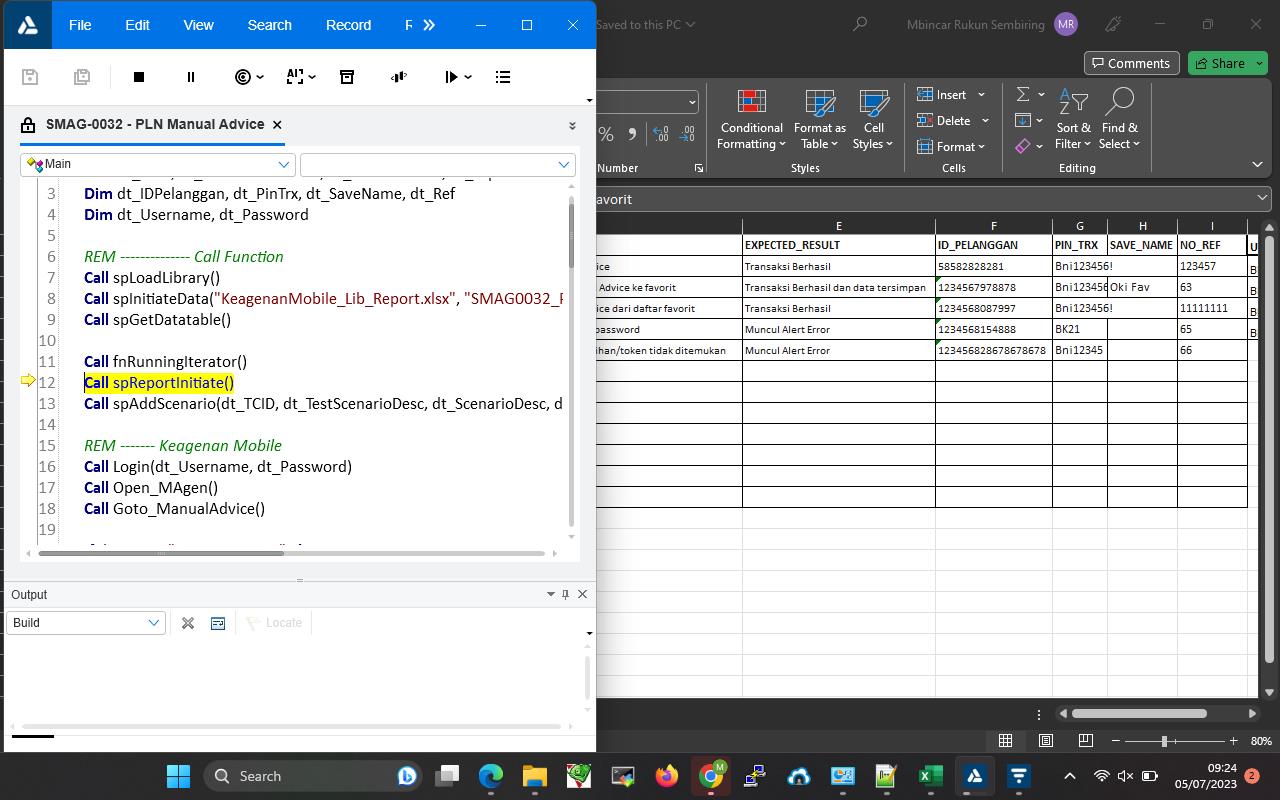 File Edit View Search Record
SMAG-0032 - PLN Manual Advice
Main
3 Dim dt_IDPelanggan, dt_PinTrx, dt_SaveName, dt_Ref
4 Dim dt_Username, dt_Password
5
6 REM -------------- Call Function
7 Call spLoadLibrary()
8 Call spInitiateData("KeagenanMobile_Lib_Report.xlsx", "SMAG0032_
9 Call spGetDatatable()
10
11 Call fnRunningIterator()
12 Call spReportInitiate()
13 Call spAddScenario(dt_TCID, dt_TestScenarioDesc, dt_ScenarioDesc, d
14
15 REM ------- Keagenan Mobile
16 Call Login(dt_Username, dt_Password)
17 Call Open_MAgen()
18 Call Goto_ManualAdvice()
19
Output
Build
Locate
Saved to this PC
Mbincar Rukun Sembiring MR
Comments Share
Conditional Formatting
Format as Table
Cell Styles
Insert
Delete
Format
Sort & Filter
Find & Select
Number Styles Cells Editing
avorit
E F G H I
EXPECTED_RESULT ID_PELANGGAN PIN_TRX SAVE_NAME NO_REF U
ice Transaksi Berhasil 58582828281 Bni123456! 123457 B
Advice ke favorit Transaksi Berhasil dan data tersimpan 1234567978878 Bni123456 Oki Fav 63 B
ice dari daftar favorit Transaksi Berhasil 1234568087997 Bni123456! 11111111 B
password Muncul Alert Error 1234568154888 BK21 65 B
ihan/token tidak ditemukan Muncul Alert Error 123456828678678678 Bni12345 66
80%
Search
M
09:24
05/07/2023
2